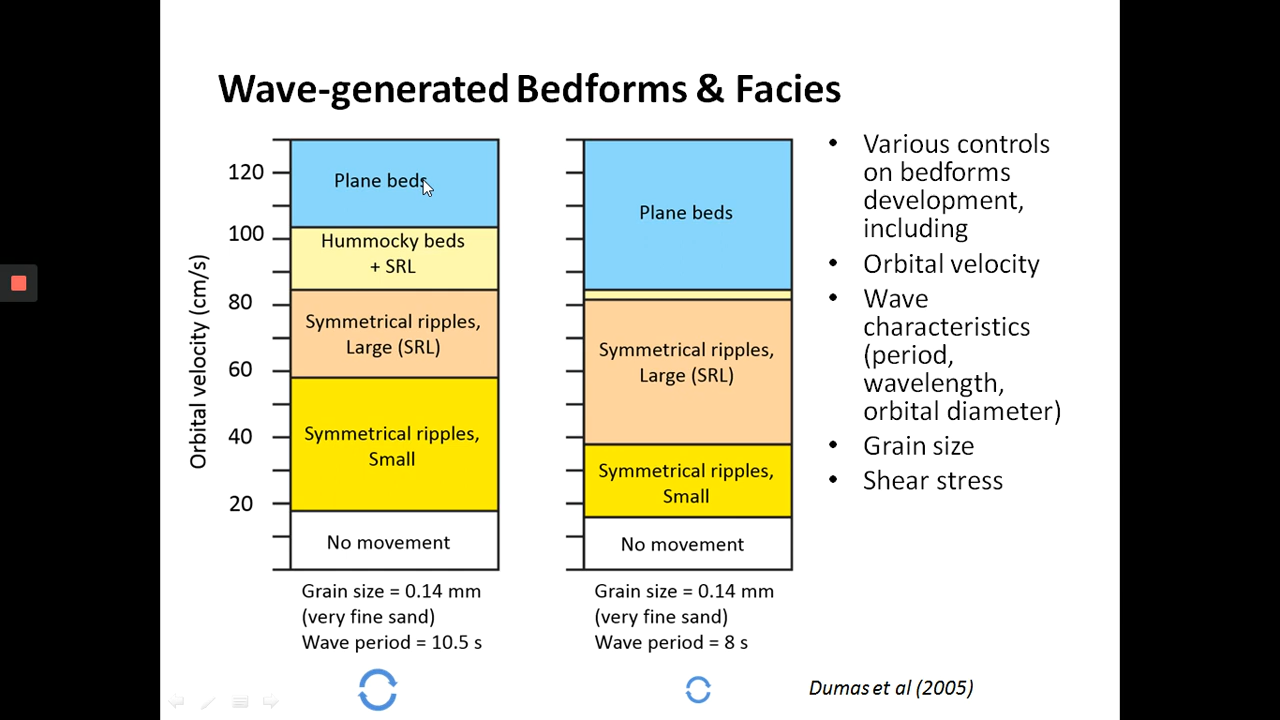 Wave-generated Bedforms & Facies
Orbital velocity (cm/s)
120
100
80
60
40
20
Plane beds
Hummocky beds
+ SRL
Symmetrical ripples,
Large (SRL)
Symmetrical ripples,
Small
No movement
Grain size = 0.14 mm
(very fine sand)
Wave period = 10.5 s
Plane beds
Symmetrical ripples,
Large (SRL)
Symmetrical ripples,
Small
No movement
Grain size = 0.14 mm
(very fine sand)
Wave period = 8 s
• Various controls
on bedforms
development,
including
• Orbital velocity
• Wave
characteristics
(period,
wavelength,
orbital diameter)
• Grain size
• Shear stress
Dumas et al (2005)